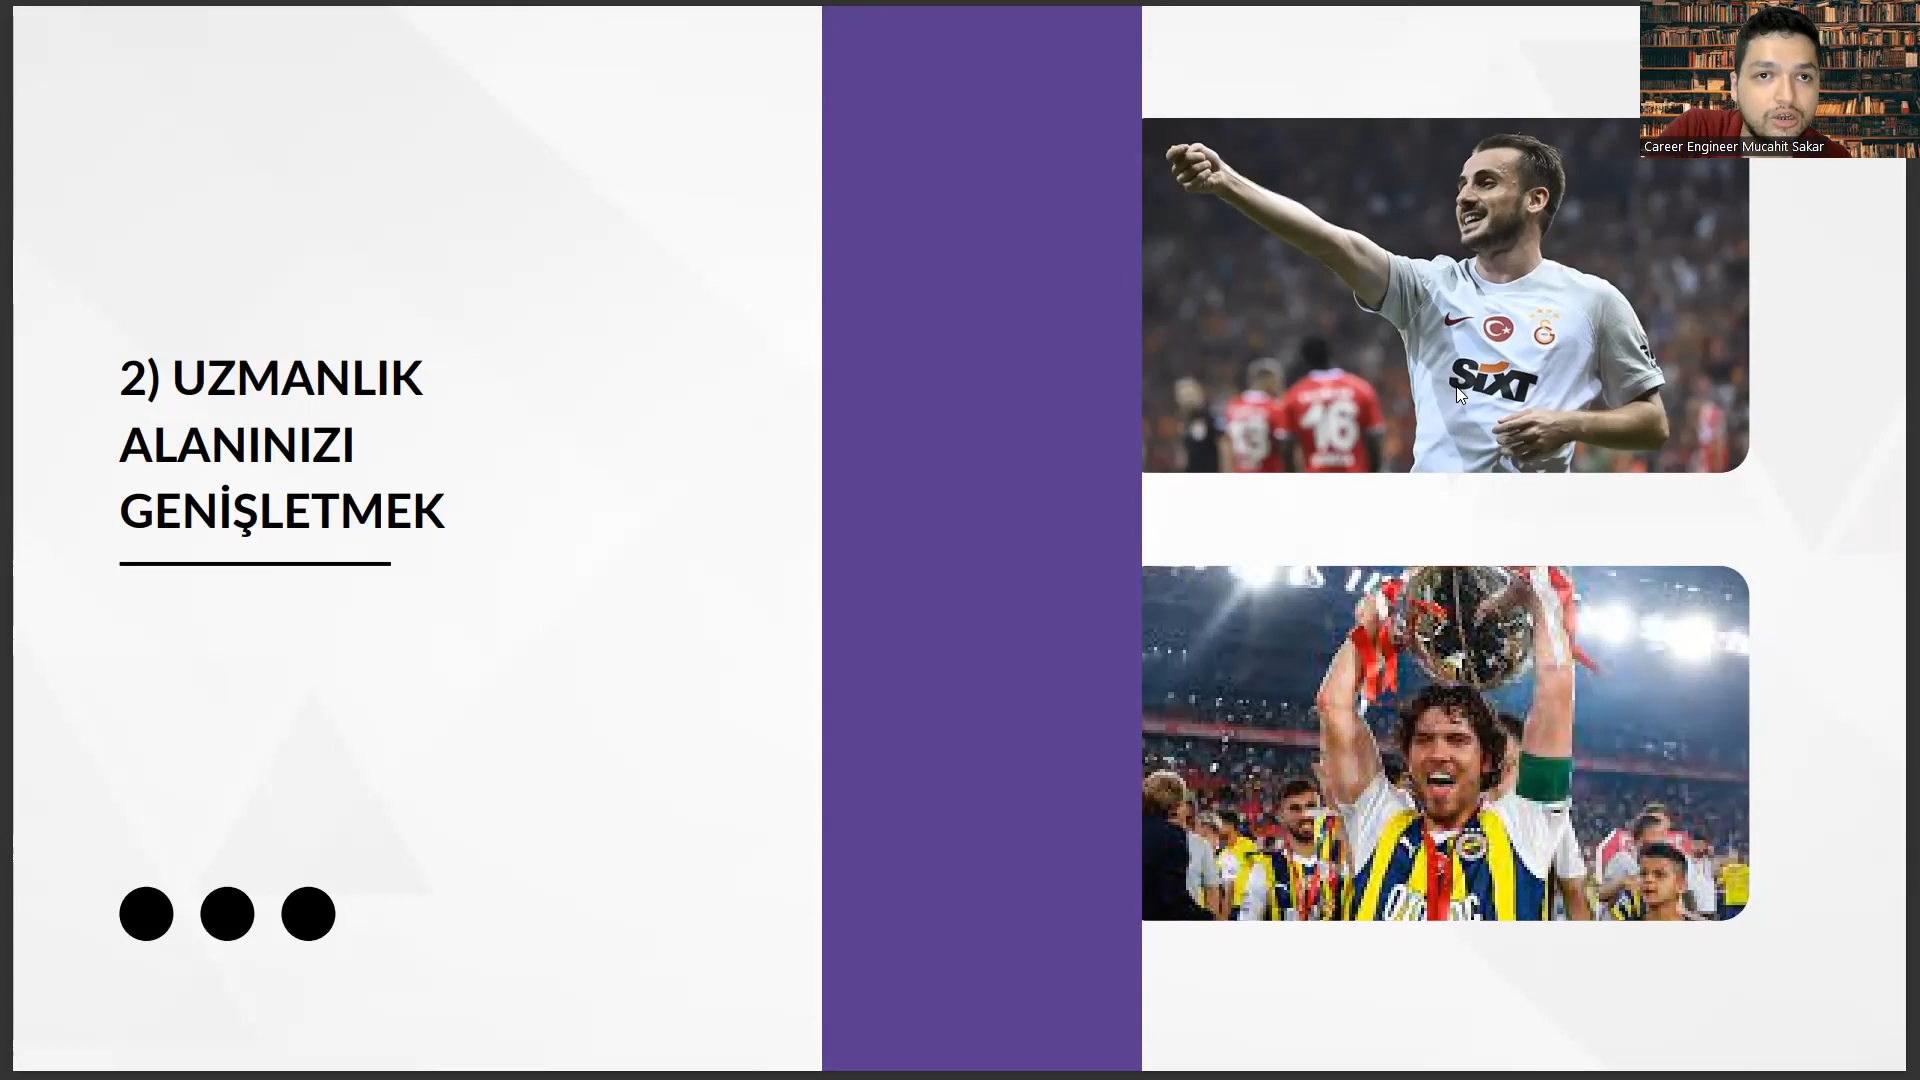 Career Engineer Mucahit Sakar
2) UZMANLIK
ALANINIZI
GENİŞLETMEK
SIXT
13
16